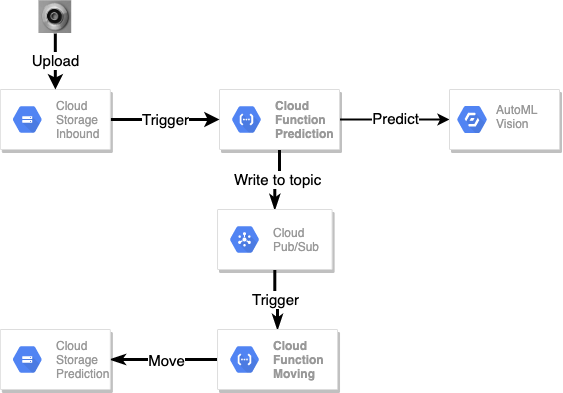 Upload
Cloud
Storage
Inbound
Trigger
Cloud
Function
Prediction
Predict
AutoML
Vision
Write to topic
Cloud
Pub/Sub
Trigger
Cloud
Storage
Prediction
Move
Cloud
Function
Moving